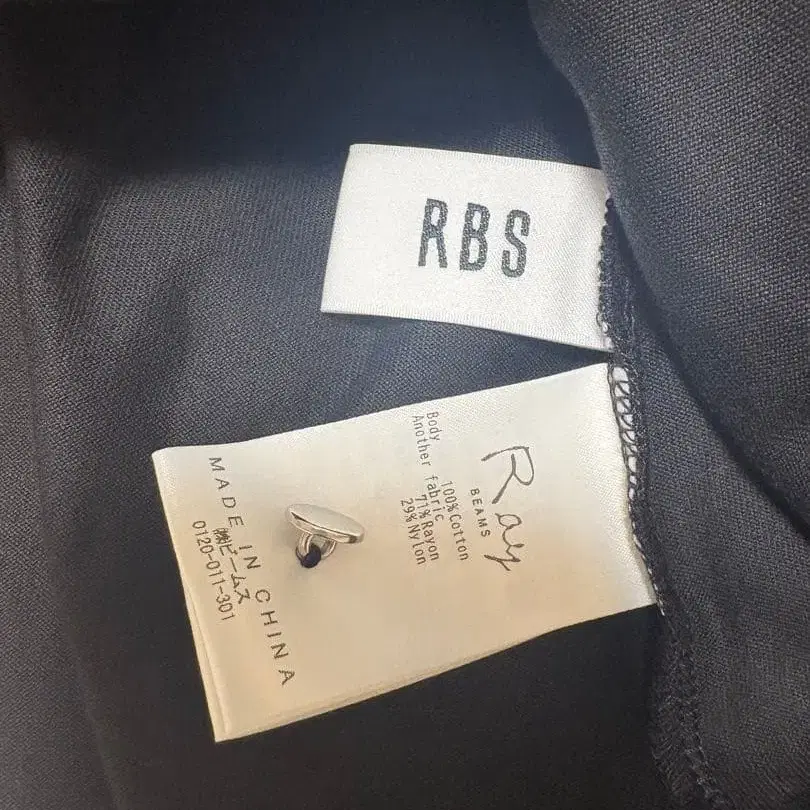 RBS
Ray
BEAMS
Body 100%Cotton
Another fabric 71%Rayon
29%Nylon
MADE IN CHINA
㈱ビームス
0120-011-301